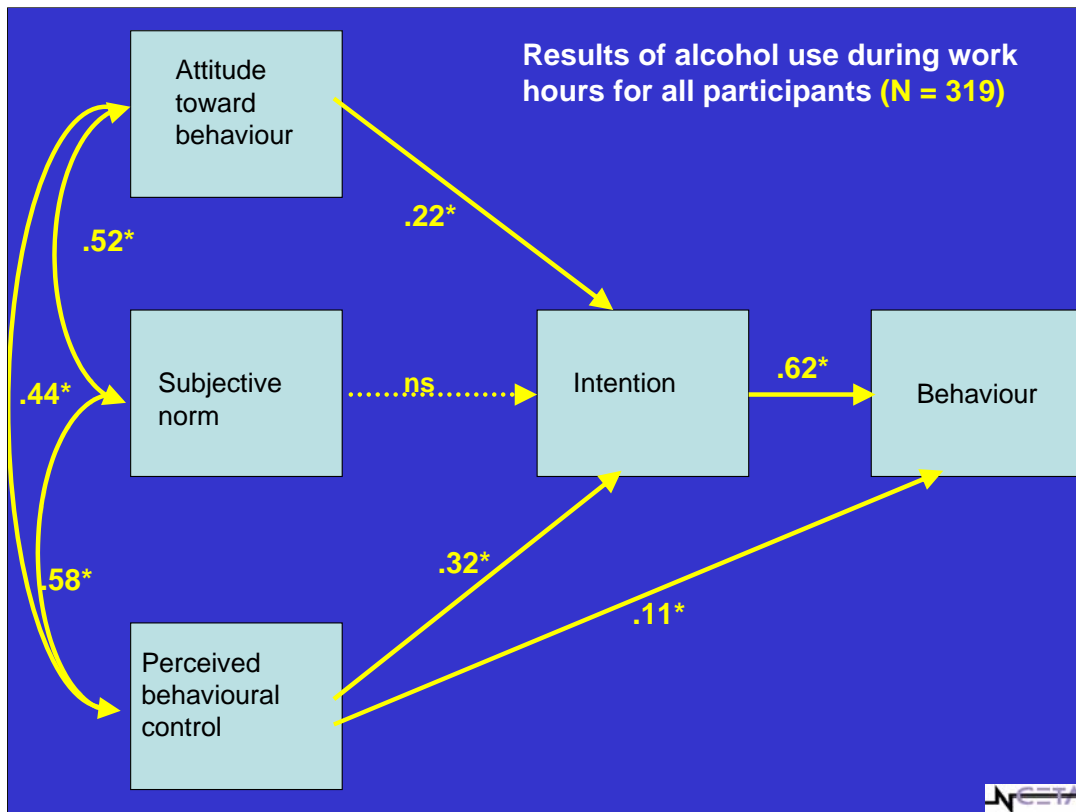 Results of alcohol use during work
hours for all participants (N = 319)
Attitude
toward
behaviour
.22*
.52*
Subjective
norm
ns
Intention
.62*
Behaviour
.44*
.32*
.58*
.11*
Perceived
behavioural
control
NCETA